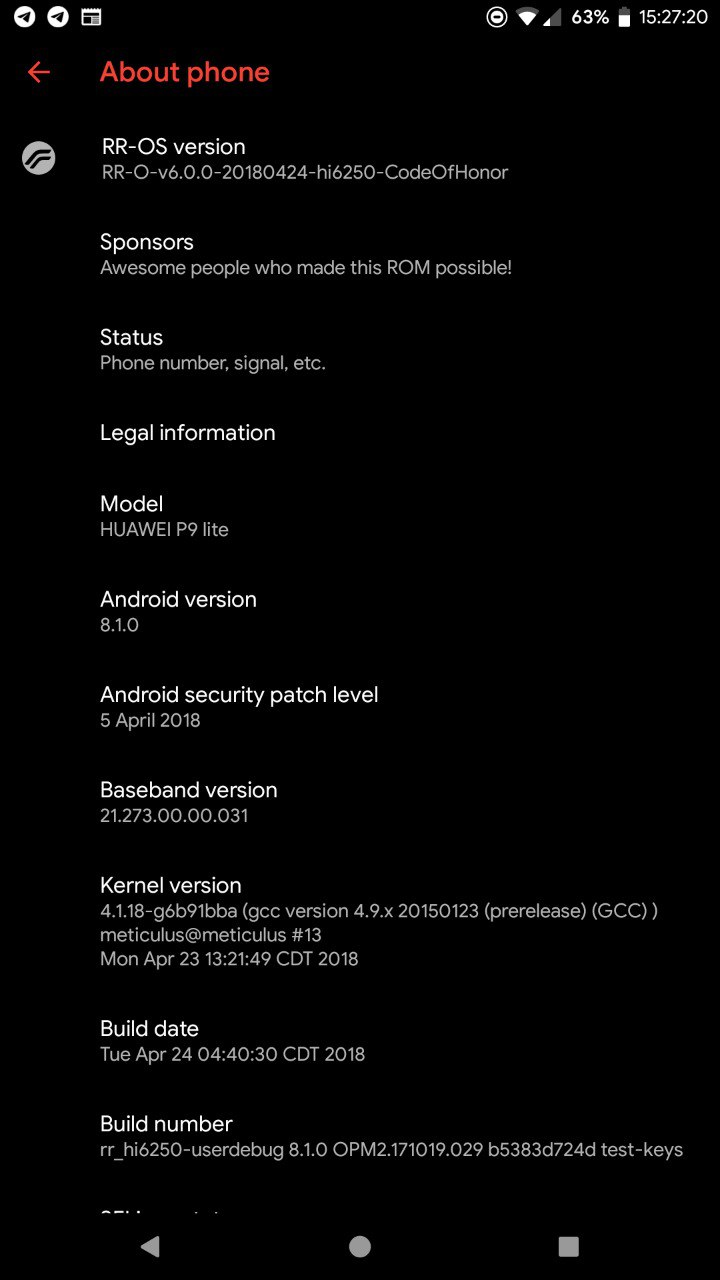 63% 15:27:20
About phone
RR-OS version
RR-O-v6.0.0-20180424-hi6250-CodeOfHonor
Sponsors
Awesome people who made this ROM possible!
Status
Phone number, signal, etc.
Legal information
Model
HUAWEI P9 lite
Android version
8.1.0
Android security patch level
5 April 2018
Baseband version
21.273.00.00.031
Kernel version
4.1.18-g6b91bba (gcc version 4.9.x 20150123 (prerelease) (GCC) )
meticulus@meticulus #13
Mon Apr 23 13:21:49 CDT 2018
Build date
Tue Apr 24 04:40:30 CDT 2018
Build number
rr_hi6250-userdebug 8.1.0 OPM2.171019.029 b5383d724d test-keys